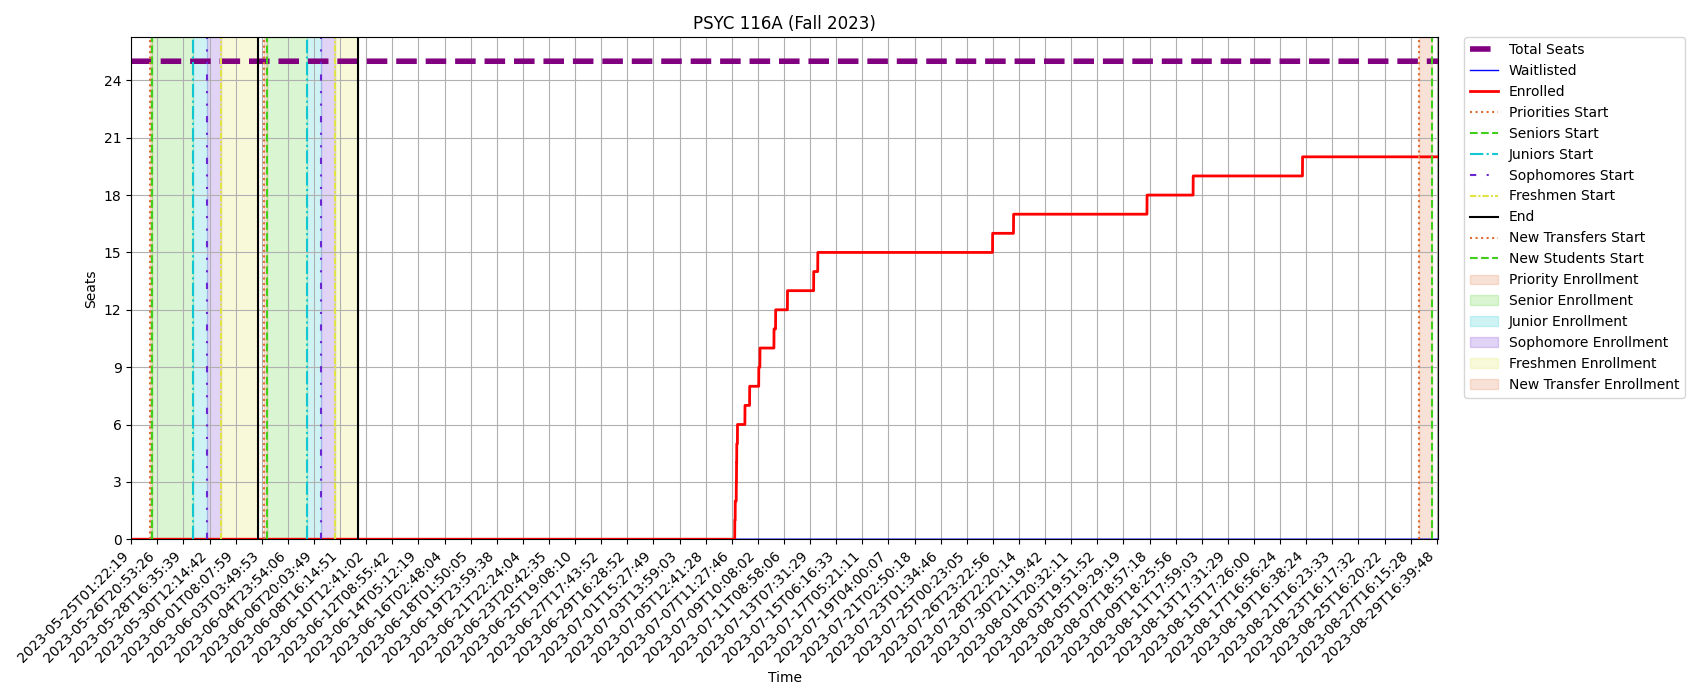 PSYC 116A (Fall 2023)
Seats
24
21
18
15
12
9
6
3
0
2023-05-25T01:22:19
2023-05-26T20:53:26
2023-05-28T16:35:39
2023-05-30T12:14:42
2023-06-01T08:07:59
2023-06-03T03:49:53
2023-06-04T23:54:06
2023-06-06T20:03:49
2023-06-08T16:14:51
2023-06-10T12:41:02
2023-06-12T08:55:42
2023-06-14T05:12:19
2023-06-16T02:48:04
2023-06-18T01:50:05
2023-06-19T23:59:38
2023-06-21T22:24:04
2023-06-23T20:42:35
2023-06-25T19:08:10
2023-06-27T17:43:52
2023-06-29T16:28:52
2023-07-01T15:27:49
2023-07-03T13:59:03
2023-07-05T12:41:28
2023-07-07T11:27:46
2023-07-09T10:08:02
2023-07-11T08:58:06
2023-07-13T07:31:29
2023-07-15T06:16:33
2023-07-17T05:21:11
2023-07-19T04:00:07
2023-07-21T02:50:18
2023-07-23T01:34:46
2023-07-25T00:23:05
2023-07-26T23:22:56
2023-07-28T22:20:14
2023-07-30T21:19:42
2023-08-01T20:32:11
2023-08-03T19:51:52
2023-08-05T19:29:19
2023-08-07T18:57:18
2023-08-09T18:25:56
2023-08-11T17:59:03
2023-08-13T17:31:29
2023-08-15T17:26:00
2023-08-17T16:56:24
2023-08-19T16:38:24
2023-08-21T16:23:33
2023-08-23T16:17:32
2023-08-25T16:20:22
2023-08-27T16:15:28
2023-08-29T16:39:48
Time
Total Seats
Waitlisted
Enrolled
Priorities Start
Seniors Start
Juniors Start
Sophomores Start
Freshmen Start
End
New Transfers Start
New Students Start
Priority Enrollment
Senior Enrollment
Junior Enrollment
Sophomore Enrollment
Freshmen Enrollment
New Transfer Enrollment